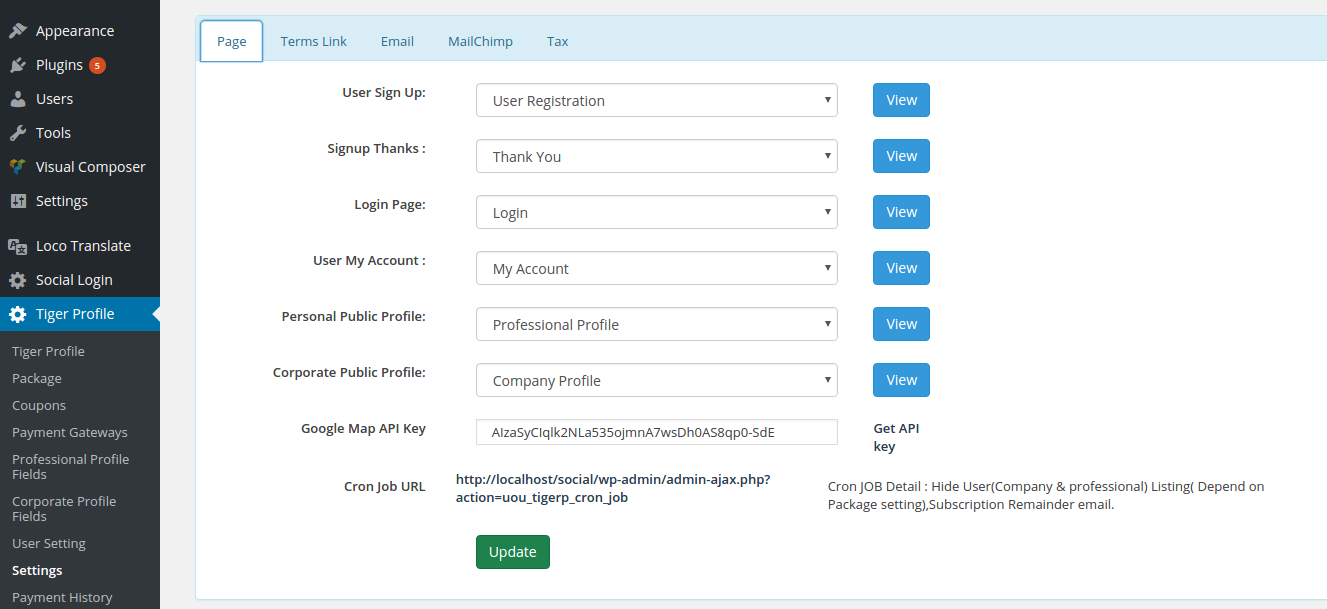 Appearance
Plugins 5
Users
Tools
Visual Composer
Settings
Loco Translate
Social Login
Tiger Profile
Tiger Profile
Package
Coupons
Payment Gateways
Professional Profile
Fields
Corporate Profile
Fields
User Setting
Settings
Payment History
Page Terms Link Email MailChimp Tax
User Sign Up: User Registration View
Signup Thanks : Thank You View
Login Page: Login View
User My Account : My Account View
Personal Public Profile: Professional Profile View
Corporate Public Profile: Company Profile View
Google Map API Key AIzaSyCIqlk2NLa535ojmnA7wsDh0AS8qp0-SdE Get API
key
Cron Job URL http://localhost/social/wp-admin/admin-ajax.php?
action=uou_tigerp_cron_job
Cron JOB Detail : Hide User(Company & professional) Listing( Depend on
Package setting),Subscription Remainder email.
Update